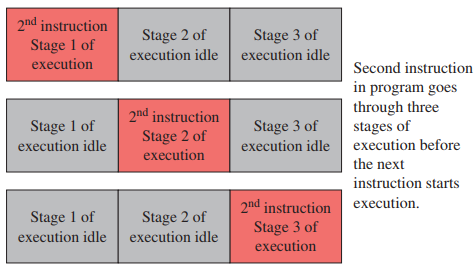 2nd instruction
Stage 1 of
execution
Stage 2 of
execution idle
Stage 3 of
execution idle
Stage 1 of
execution idle
2nd instruction
Stage 2 of
execution
Stage 3 of
execution idle
Stage 1 of
execution idle
Stage 2 of
execution idle
2nd instruction
Stage 3 of
execution
Second instruction
in program goes
through three
stages of
execution before
the next
instruction starts
execution.